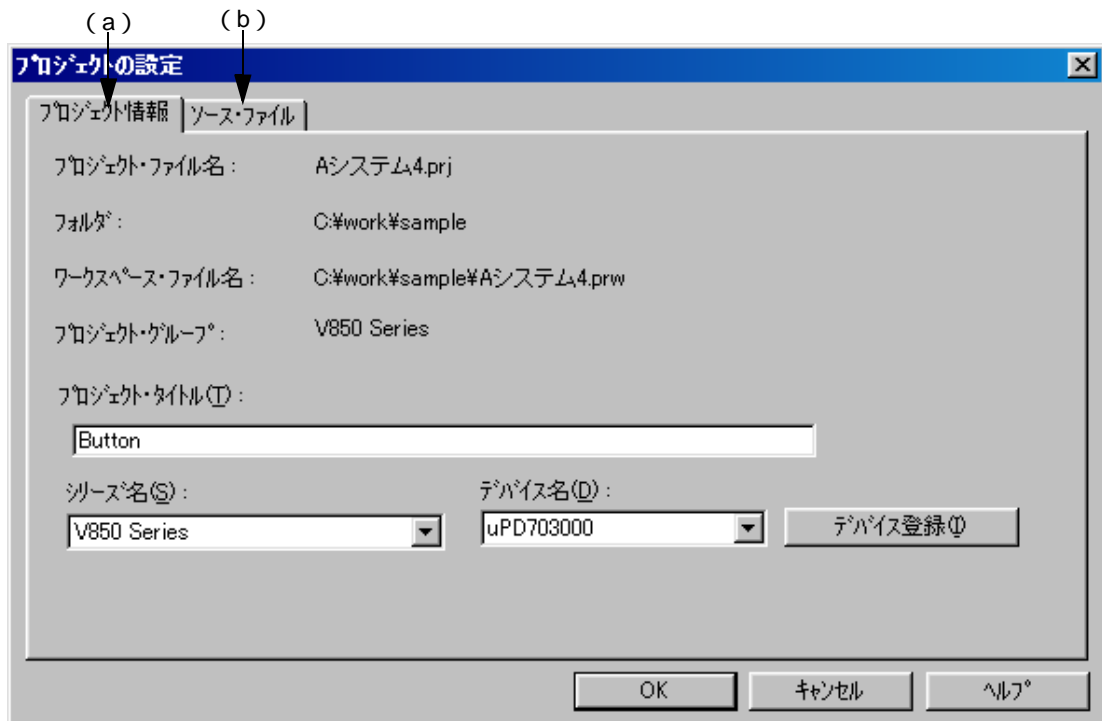 (a) (b)
ﾌﾟﾛｼﾞｪｸﾄの設定
ﾌﾟﾛｼﾞｪｸﾄ情報 ｿｰｽ･ﾌｧｲﾙ
ﾌﾟﾛｼﾞｪｸﾄ･ﾌｧｲﾙ名： Aシステム4.prj
ﾌｫﾙﾀﾞ： C:¥work¥sample
ﾜｰｸｽﾍﾟｰｽ･ﾌｧｲﾙ名： C:¥work¥sample¥Aシステム4.prw
ﾌﾟﾛｼﾞｪｸﾄ･ｸﾞﾙｰﾌﾟ： V850 Series
ﾌﾟﾛｼﾞｪｸﾄ･ﾀｲﾄﾙ(T)：
Button
ｼﾘｰｽﾞ名(S)： ﾃﾞﾊﾞｲｽ名(D)：
V850 Series uPD703000 ﾃﾞﾊﾞｲｽ登録(I)
OK ｷｬﾝｾﾙ ﾍﾙﾌﾟ